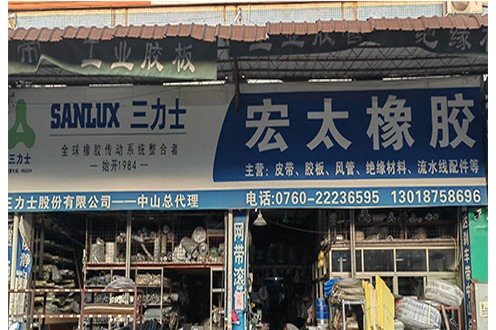 工业胶板
绝缘
SANLUX 三力士
全球橡胶传动系统整合者
始开1984
三力士
三力士股份有限公司——中山总代理
宏太橡胶
主营：皮带、胶板、风管、绝缘材料、流水线配件等
电话:0760-22236595 13018758696